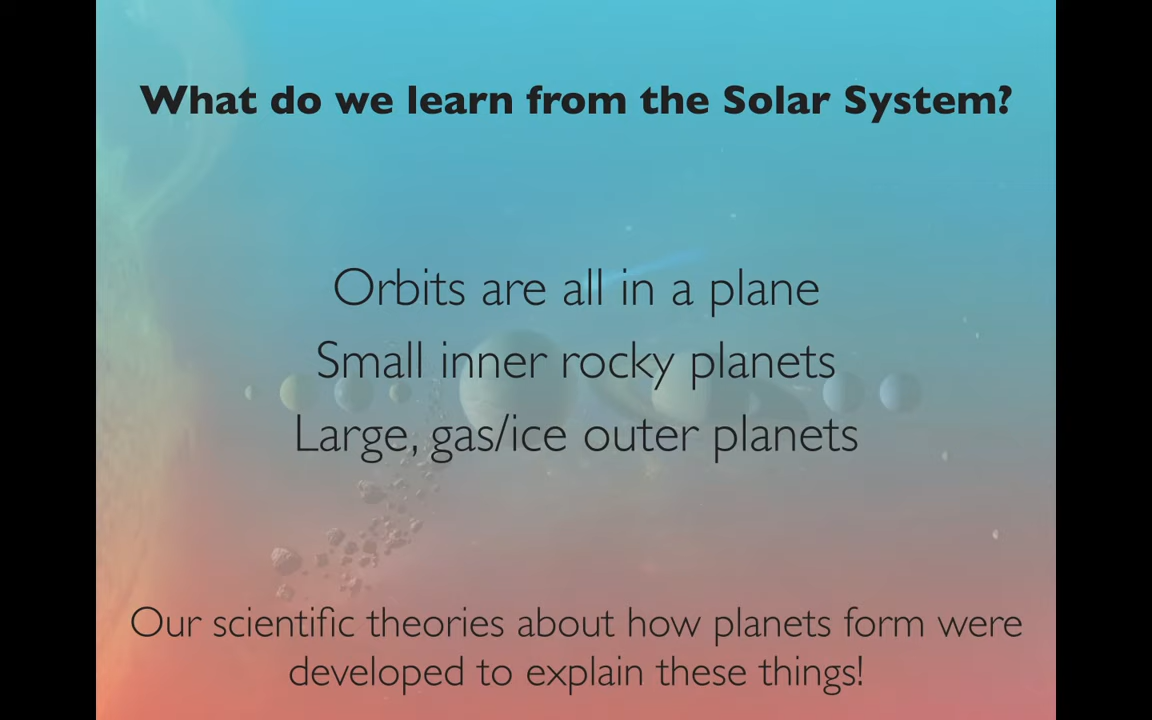 What do we learn from the Solar System?
Orbits are all in a plane
Small inner rocky planets
Large, gas/ice outer planets
Our scientific theories about how planets form were
developed to explain these things!